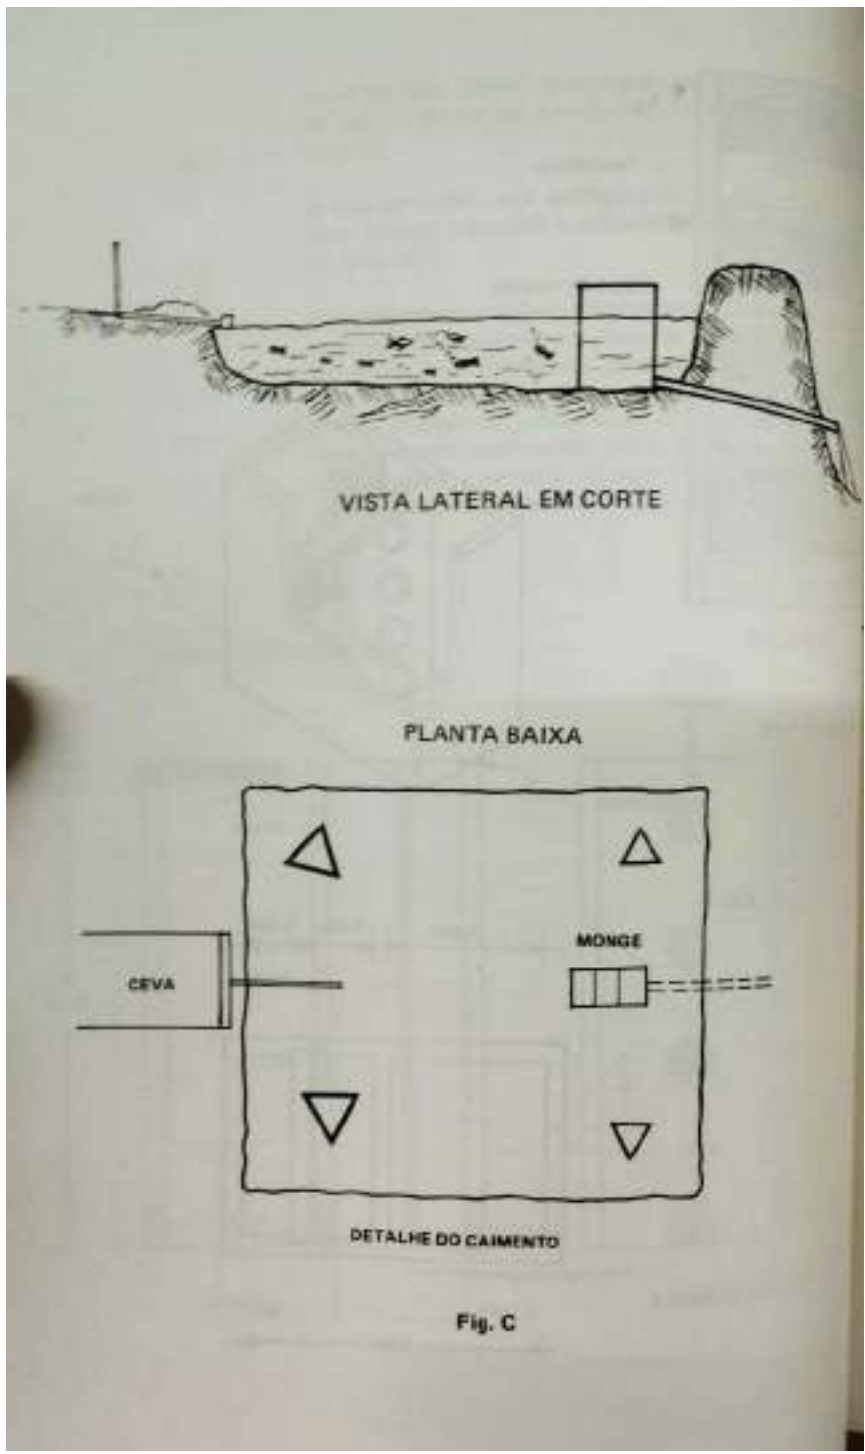 VISTA LATERAL EM CORTE
PLANTA BAIXA
MONGE
CEVA
DETALHE DO CAIMENTO
Fig. C